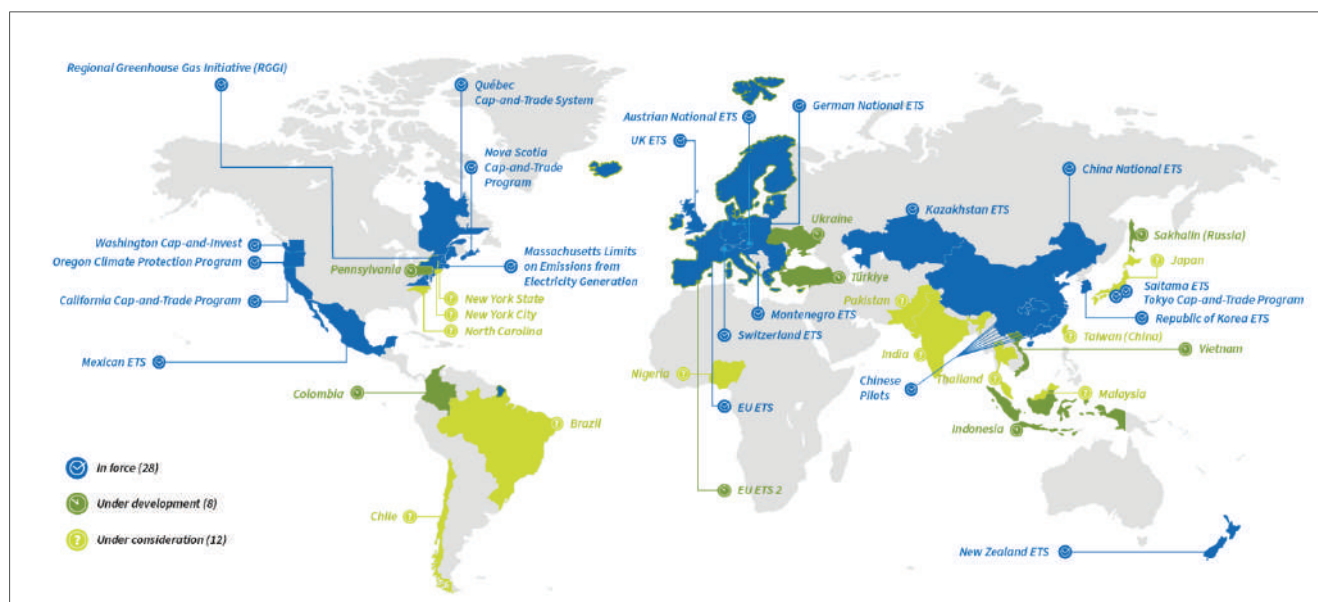 Regional Greenhouse Gas Initiative (RGGI)
Québec
Cap-and-Trade System
Nova Scotia
Cap-and-Trade
Program
Washington Cap-and-Invest
Oregon Climate Protection Program
California Cap-and-Trade Program
Mexican ETS
Pennsylvania
Massachusetts Limits
on Emissions from
Electricity Generation
New York State
New York City
North Carolina
Colombia
Brazil
Chile
Austrian National ETS
UK ETS
German National ETS
Ukraine
Türkiye
Montenegro ETS
Switzerland ETS
Nigeria
EU ETS
EU ETS 2
Kazakhstan ETS
China National ETS
Sakhalin (Russia)
Japan
Saitama ETS
Tokyo Cap-and-Trade Program
Republic of Korea ETS
Pakistan
India
Taiwan (China)
Vietnam
Thailand
Chinese
Pilots
Malaysia
Indonesia
New Zealand ETS
In force (28)
Under development (8)
Under consideration (12)